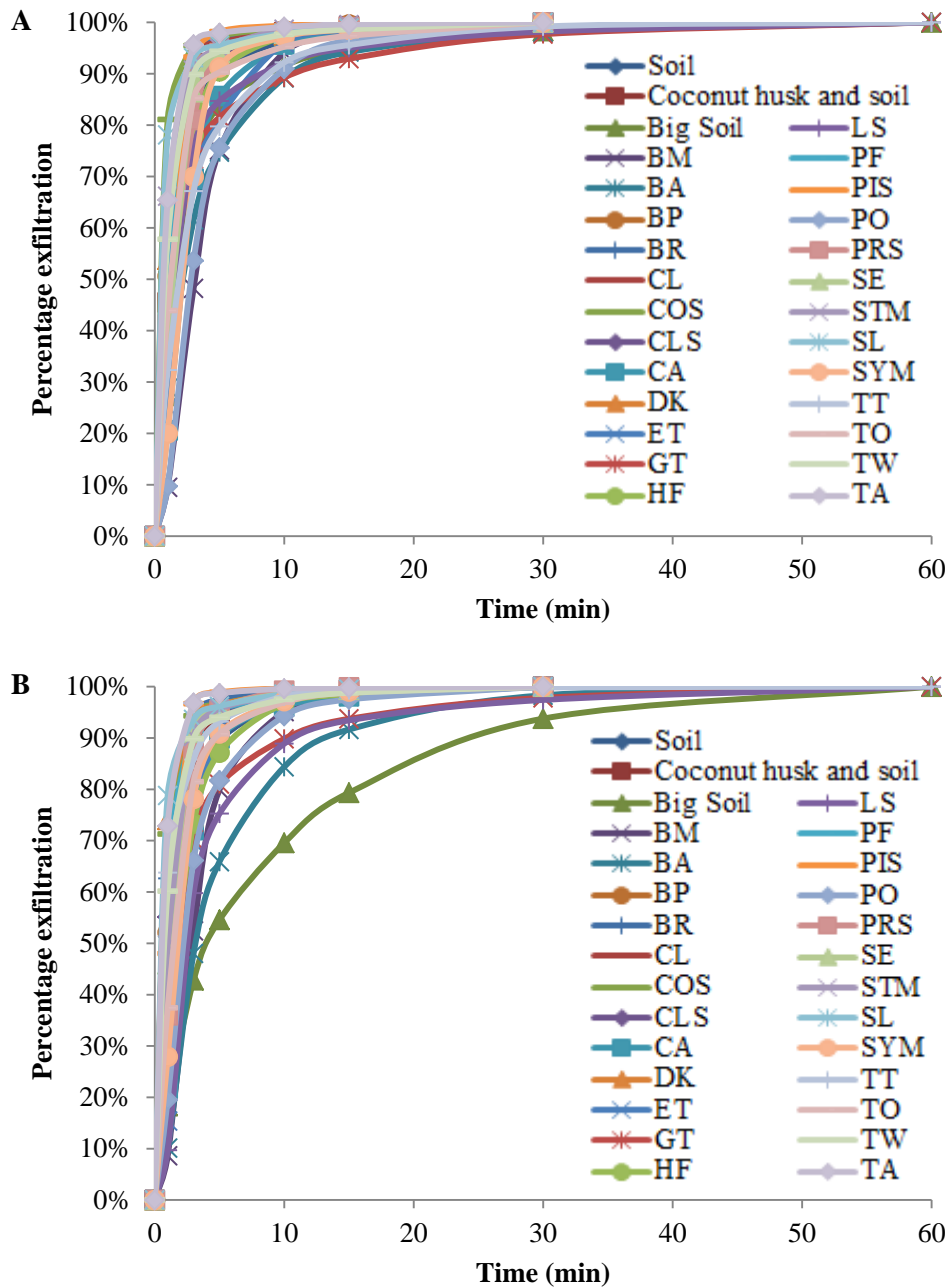 A
100%
90%
80%
70%
60%
50%
40%
30%
20%
10%
0%
Percentage exfiltration
Soil
Coconut husk and soil
Big Soil LS
BM PF
BA PIS
BP PO
BR PRS
CL SE
COS STM
CLS SL
CA SYM
DK TT
ET TO
GT TW
HF TA
0 10 20 30 40 50 60
Time (min)
B
100%
90%
80%
70%
60%
50%
40%
30%
20%
10%
0%
Percentage exfiltration
Soil
Coconut husk and soil
Big Soil LS
BM PF
BA PIS
BP PO
BR PRS
CL SE
COS STM
CLS SL
CA SYM
DK TT
ET TO
GT TW
HF TA
0 10 20 30 40 50 60
Time (min)